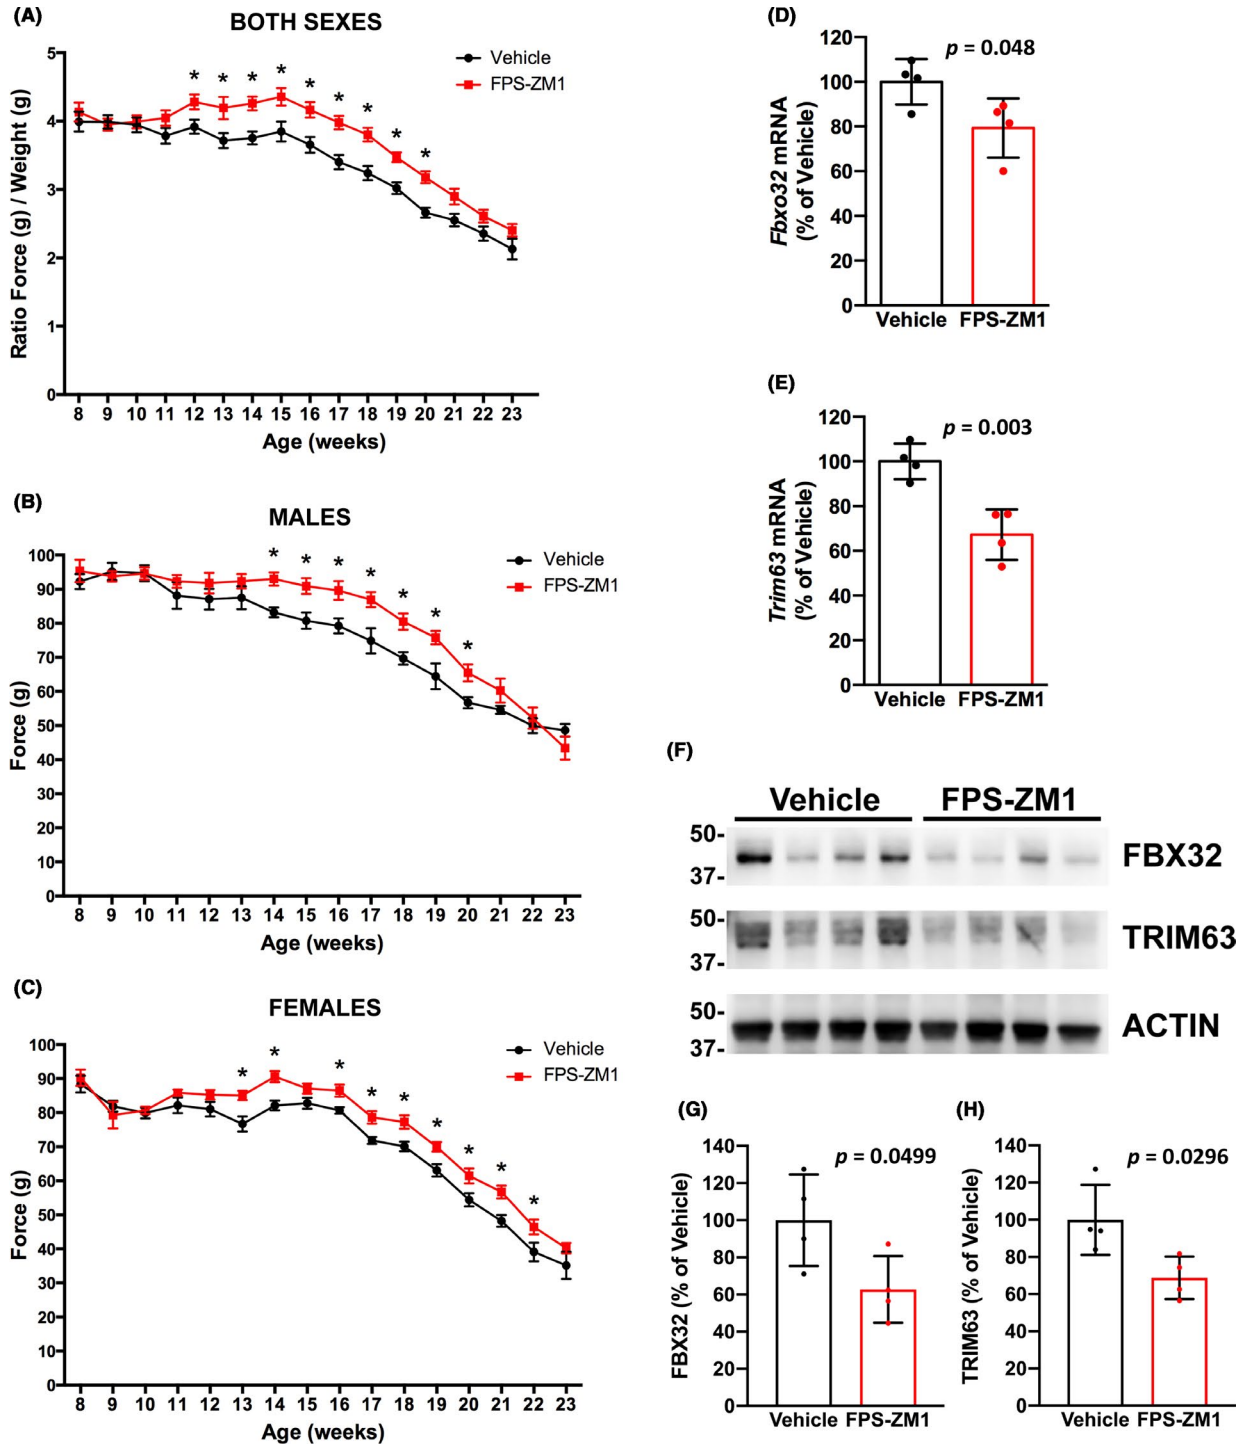 (A)
BOTH SEXES
Ratio Force (g) / Weight (g)
5
4
3
2
1
0
* * * * * * * * *
Vehicle
FPS-ZM1
8 9 10 11 12 13 14 15 16 17 18 19 20 21 22 23
Age (weeks)
(B)
MALES
Force (g)
100
90
80
70
60
50
40
30
20
10
0
* * * * * * *
Vehicle
FPS-ZM1
8 9 10 11 12 13 14 15 16 17 18 19 20 21 22 23
Age (weeks)
(C)
FEMALES
Force (g)
100
90
80
70
60
50
40
30
20
10
0
* * * * * * * * *
Vehicle
FPS-ZM1
8 9 10 11 12 13 14 15 16 17 18 19 20 21 22 23
Age (weeks)
(D)
Fbxo32 mRNA
(% of Vehicle)
120
100
80
60
40
20
0
p = 0.048
Vehicle FPS-ZM1
(E)
Trim63 mRNA
(% of Vehicle)
120
100
80
60
40
20
0
p = 0.003
Vehicle FPS-ZM1
(F)
Vehicle FPS-ZM1
50-
37-
FBX32
50-
37-
TRIM63
50-
37-
ACTIN
(G)
FBX32 (% of Vehicle)
140
120
100
80
60
40
20
0
p = 0.0499
Vehicle FPS-ZM1
(H)
TRIM63 (% of Vehicle)
140
120
100
80
60
40
20
0
p = 0.0296
Vehicle FPS-ZM1